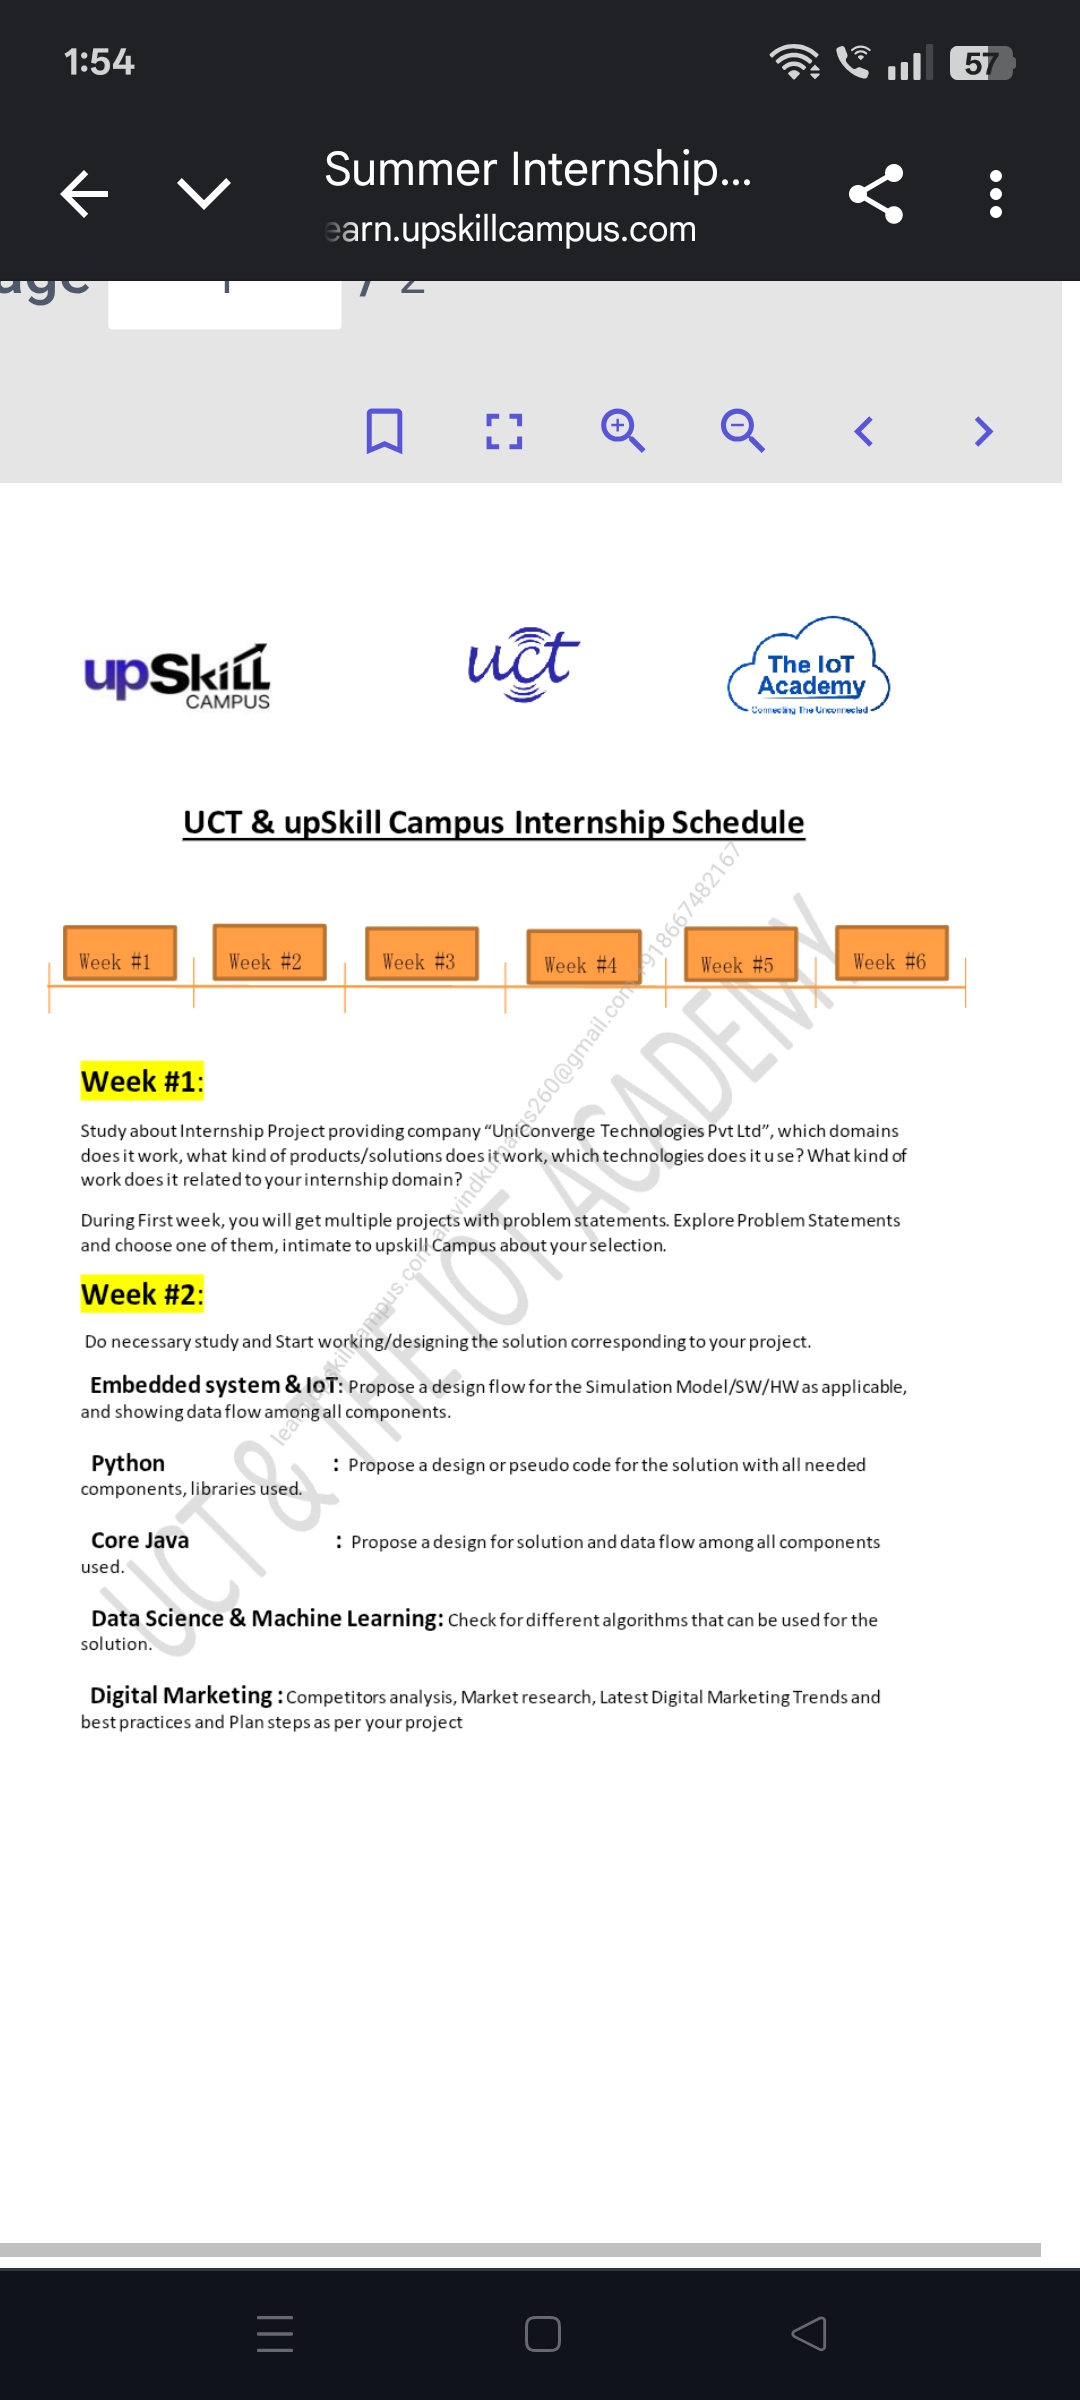 1:54
57
Summer Internship...
earn.upskillcampus.com
age 1 / 2
upSkill
CAMPUS
uct
The IoT
Academy
Connecting The Unconnected
UCT & upSkill Campus Internship Schedule
Week #1
Week #2
Week #3
Week #4
Week #5
Week #6
Week #1:
Study about Internship Project providing company “UniConverge Technologies Pvt Ltd”, which domains
does it work, what kind of products/solutions does it work, which technologies does it use? What kind of
work does it related to your internship domain?
During First week, you will get multiple projects with problem statements. Explore Problem Statements
and choose one of them, intimate to upskill Campus about your selection.
Week #2:
Do necessary study and Start working/designing the solution corresponding to your project.
Embedded system & IoT: Propose a design flow for the Simulation Model/SW/HW as applicable,
and showing data flow among all components.
Python : Propose a design or pseudo code for the solution with all needed
components, libraries used.
Core Java : Propose a design for solution and data flow among all components
used.
Data Science & Machine Learning: Check for different algorithms that can be used for the
solution.
Digital Marketing : Competitors analysis, Market research, Latest Digital Marketing Trends and
best practices and Plan steps as per your project
UCT & THE IOT ACADEMY